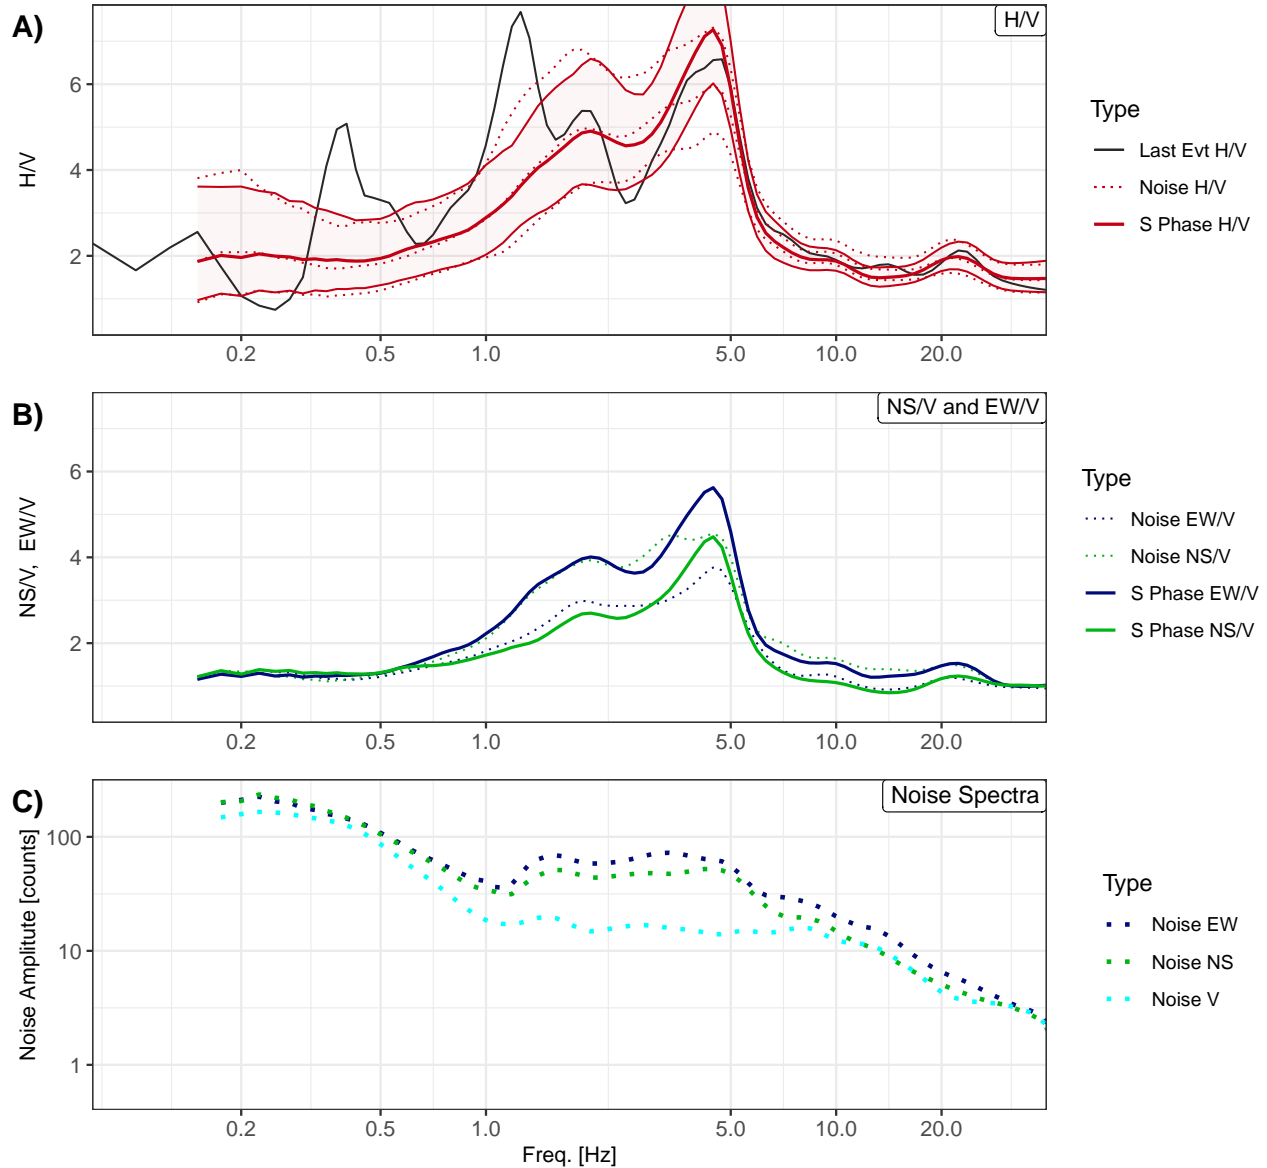 A)
H/V
H/V
6
4
2
0.2 0.5 1.0 5.0 10.0 20.0
Type
Last Evt H/V
Noise H/V
S Phase H/V
B)
NS/V and EW/V
NS/V, EW/V
6
4
2
0.2 0.5 1.0 5.0 10.0 20.0
Type
Noise EW/V
Noise NS/V
S Phase EW/V
S Phase NS/V
C)
Noise Spectra
Noise Amplitute [counts]
100
10
1
0.2 0.5 1.0 5.0 10.0 20.0
Freq. [Hz]
Type
Noise EW
Noise NS
Noise V